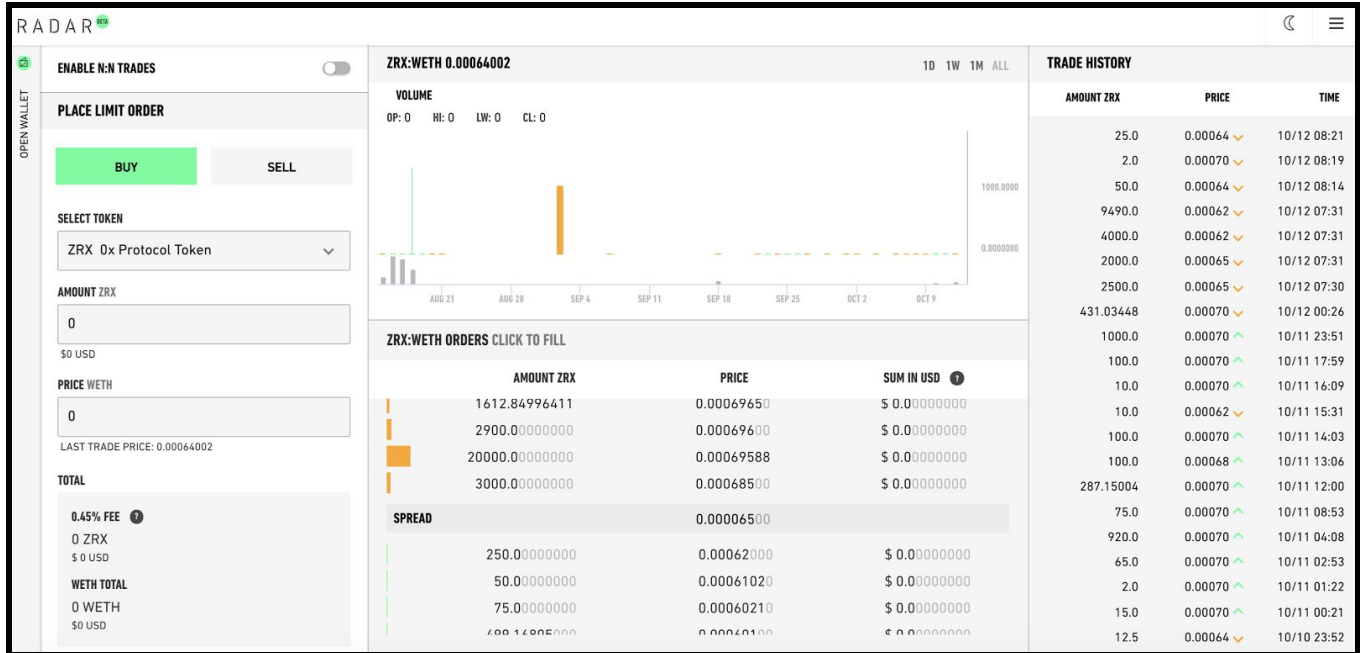 RADAR BETA
OPEN WALLET
ENABLE N:N TRADES
PLACE LIMIT ORDER
BUY SELL
SELECT TOKEN
ZRX 0x Protocol Token
AMOUNT ZRX
0
$0 USD
PRICE WETH
0
LAST TRADE PRICE: 0.00064002
TOTAL
0.45% FEE ?
0 ZRX
$ 0 USD
WETH TOTAL
0 WETH
$0 USD
ZRX:WETH 0.00064002 1D 1W 1M ALL
VOLUME
OP: 0 HI: 0 LW: 0 CL: 0
1000.0000
0.0000000
AUG 21 AUG 28 SEP 4 SEP 11 SEP 18 SEP 25 OCT 2 OCT 9
ZRX:WETH ORDERS CLICK TO FILL
AMOUNT ZRX PRICE SUM IN USD ?
1612.84996411 0.00069650 $ 0.00000000
2900.00000000 0.00069600 $ 0.00000000
20000.00000000 0.00069588 $ 0.00000000
3000.00000000 0.00068500 $ 0.00000000
SPREAD 0.00006500
250.00000000 0.00062000 $ 0.00000000
50.00000000 0.00061020 $ 0.00000000
75.00000000 0.00060210 $ 0.00000000
499.16805000 0.00060100 $ 0.00000000
TRADE HISTORY
AMOUNT ZRX PRICE TIME
25.0 0.00064 10/12 08:21
2.0 0.00070 10/12 08:19
50.0 0.00064 10/12 08:14
9490.0 0.00062 10/12 07:31
4000.0 0.00062 10/12 07:31
2000.0 0.00065 10/12 07:31
2500.0 0.00065 10/12 07:30
431.03448 0.00070 10/12 00:26
1000.0 0.00070 10/11 23:51
100.0 0.00070 10/11 17:59
10.0 0.00070 10/11 16:09
10.0 0.00062 10/11 15:31
100.0 0.00070 10/11 14:03
100.0 0.00068 10/11 13:06
287.15004 0.00070 10/11 12:00
75.0 0.00070 10/11 08:53
920.0 0.00070 10/11 04:08
65.0 0.00070 10/11 02:53
2.0 0.00070 10/11 01:22
15.0 0.00070 10/11 00:21
12.5 0.00064 10/10 23:52